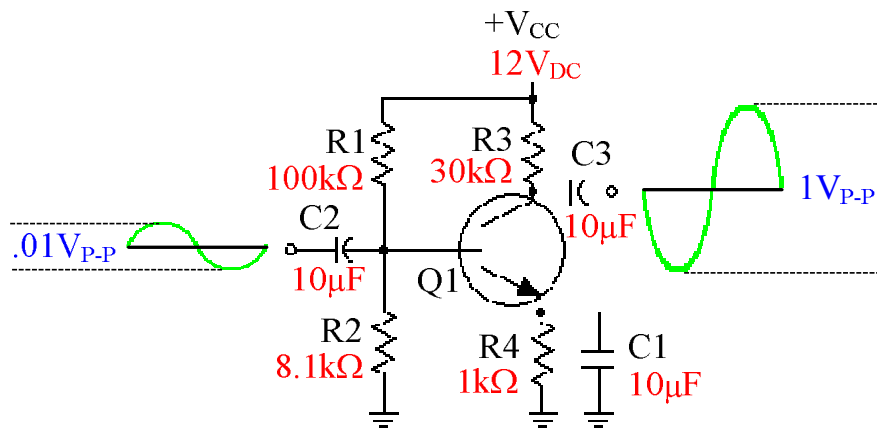 +VCC
12VDC
R1
100kΩ
R3
30kΩ
C3
10μF
1VP-P
.01VP-P
C2
10μF
Q1
R2
8.1kΩ
R4
1kΩ
C1
10μF